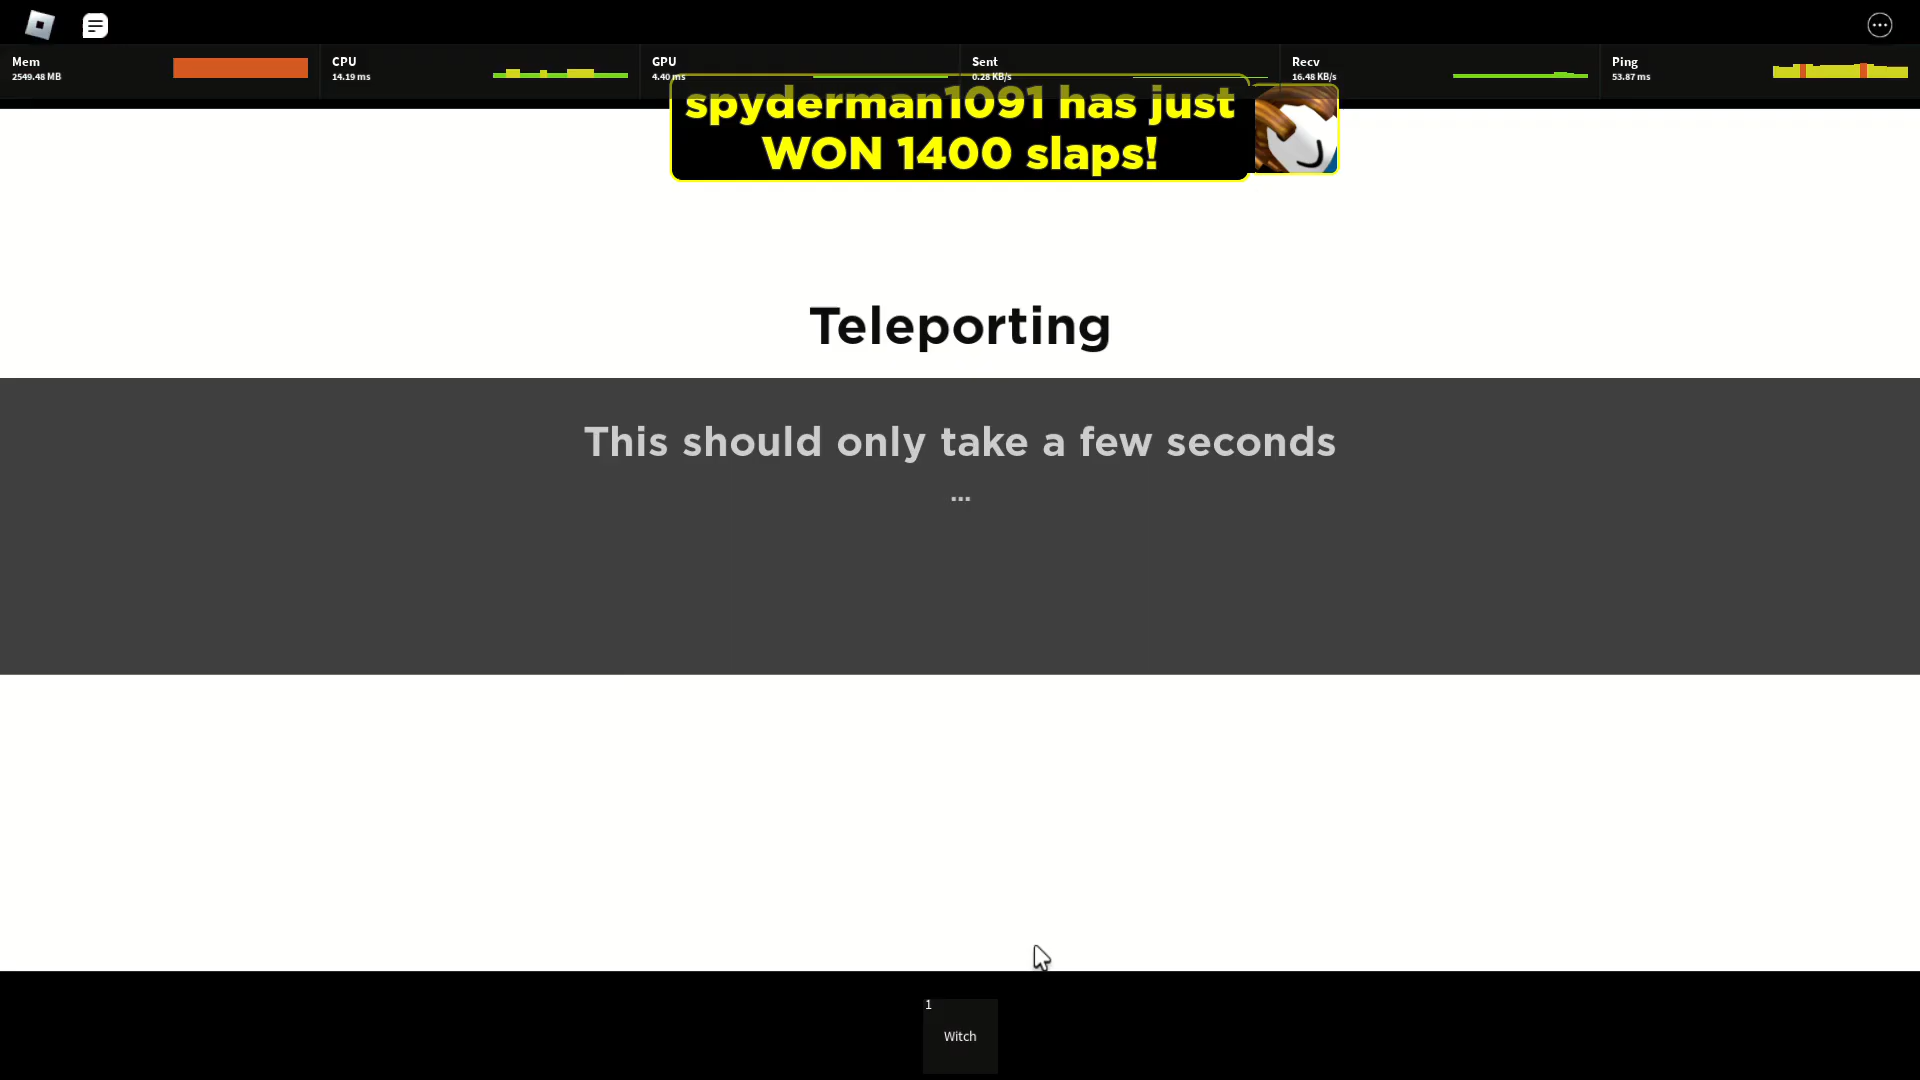 Mem
2549.48 MB
CPU
14.19 ms
GPU
4.40 ms
Sent
0.28 KB/s
Recv
16.48 KB/s
Ping
53.87 ms
spyderman1091 has just
WON 1400 slaps!
Teleporting
This should only take a few seconds
...
1
Witch